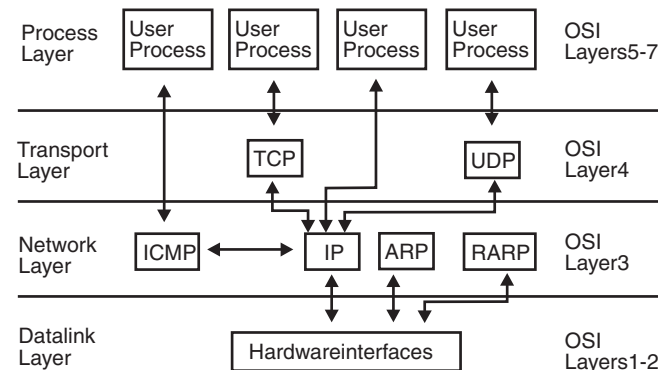 Process
Layer
User
Process
User
Process
User
Process
User
Process
OSI
Layers5-7
Transport
Layer
TCP
UDP
OSI
Layer4
Network
Layer
ICMP
IP
ARP
RARP
OSI
Layer3
Datalink
Layer
Hardwareinterfaces
OSI
Layers1-2